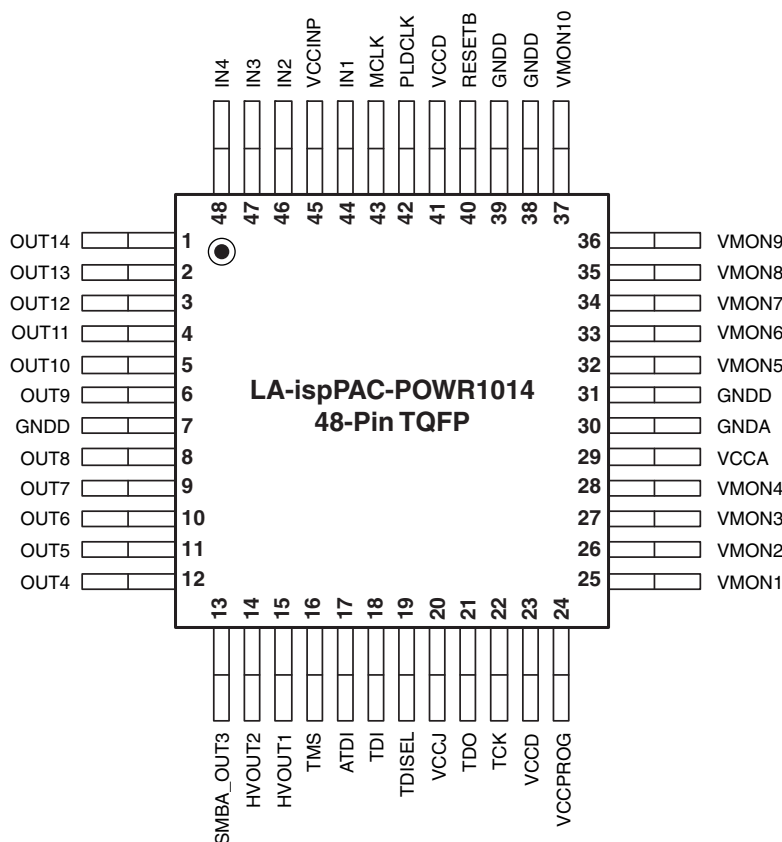 IN4
IN3
IN2
VCCINP
IN1
MCLK
PLDCLK
VCCD
RESETB
GNDD
GNDD
VMON10
48
47
46
45
44
43
42
41
40
39
38
37
OUT14 1
OUT13 2
OUT12 3
OUT11 4
OUT10 5
OUT9 6
GNDD 7
OUT8 8
OUT7 9
OUT6 10
OUT5 11
OUT4 12
LA-ispPAC-POWR1014
48-Pin TQFP
36 VMON9
35 VMON8
34 VMON7
33 VMON6
32 VMON5
31 GNDD
30 GNDA
29 VCCA
28 VMON4
27 VMON3
26 VMON2
25 VMON1
13
14
15
16
17
18
19
20
21
22
23
24
SMBA_OUT3
HVOUT2
HVOUT1
TMS
ATDI
TDI
TDISEL
VCCJ
TDO
TCK
VCCD
VCCPROG